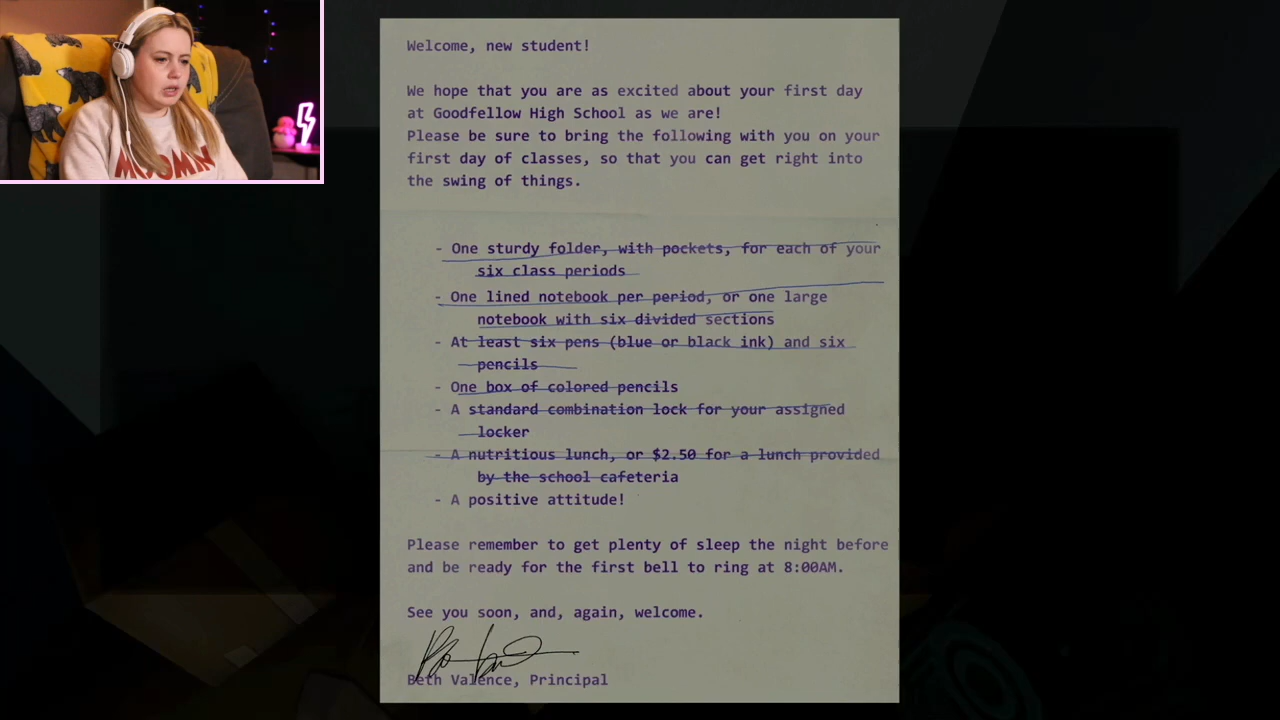 Welcome, new student!
We hope that you are as excited about your first day
at Goodfellow High School as we are!
Please be sure to bring the following with you on your
first day of classes, so that you can get right into
the swing of things.
- One sturdy folder, with pockets, for each of your
six class periods
- One lined notebook per period, or one large
notebook with six divided sections
- At least six pens (blue or black ink) and six
pencils
- One box of colored pencils
- A standard combination lock for your assigned
locker
- A nutritious lunch, or $2.50 for a lunch provided
by the school cafeteria
- A positive attitude!
Please remember to get plenty of sleep the night before
and be ready for the first bell to ring at 8:00AM.
See you soon, and, again, welcome.
Beth Valence, Principal